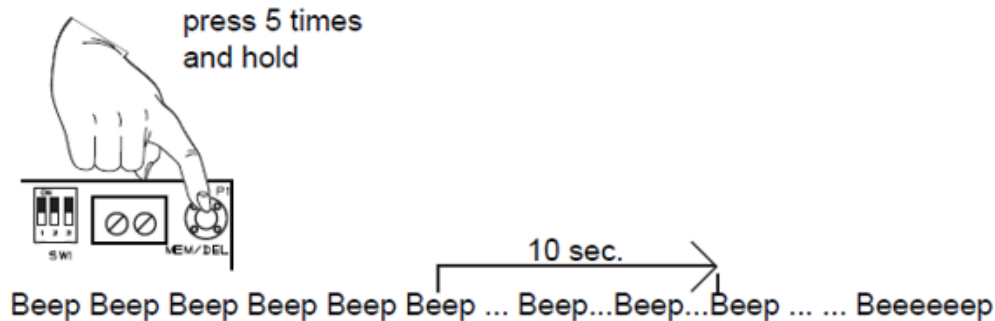 press 5 times
and hold
P1
ON
1 2 3
SW1
MEM/DEL
10 sec.
Beep Beep Beep Beep Beep Beep ... Beep...Beep...Beep ... ... Beeeeeep